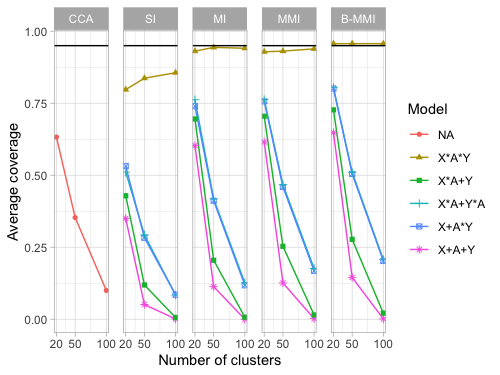 CCA SI MI MMI B-MMI
1.00
0.75
0.50
0.25
0.00
Average coverage
20 50 100 20 50 100 20 50 100 20 50 100 20 50 100
Number of clusters
Model
NA
X*A*Y
X*A+Y
X*A+Y*A
X+A*Y
X+A+Y